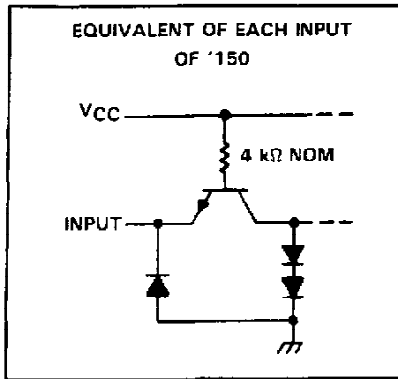 EQUIVALENT OF EACH INPUT
OF '150
VCC
4 kΩ NOM
INPUT